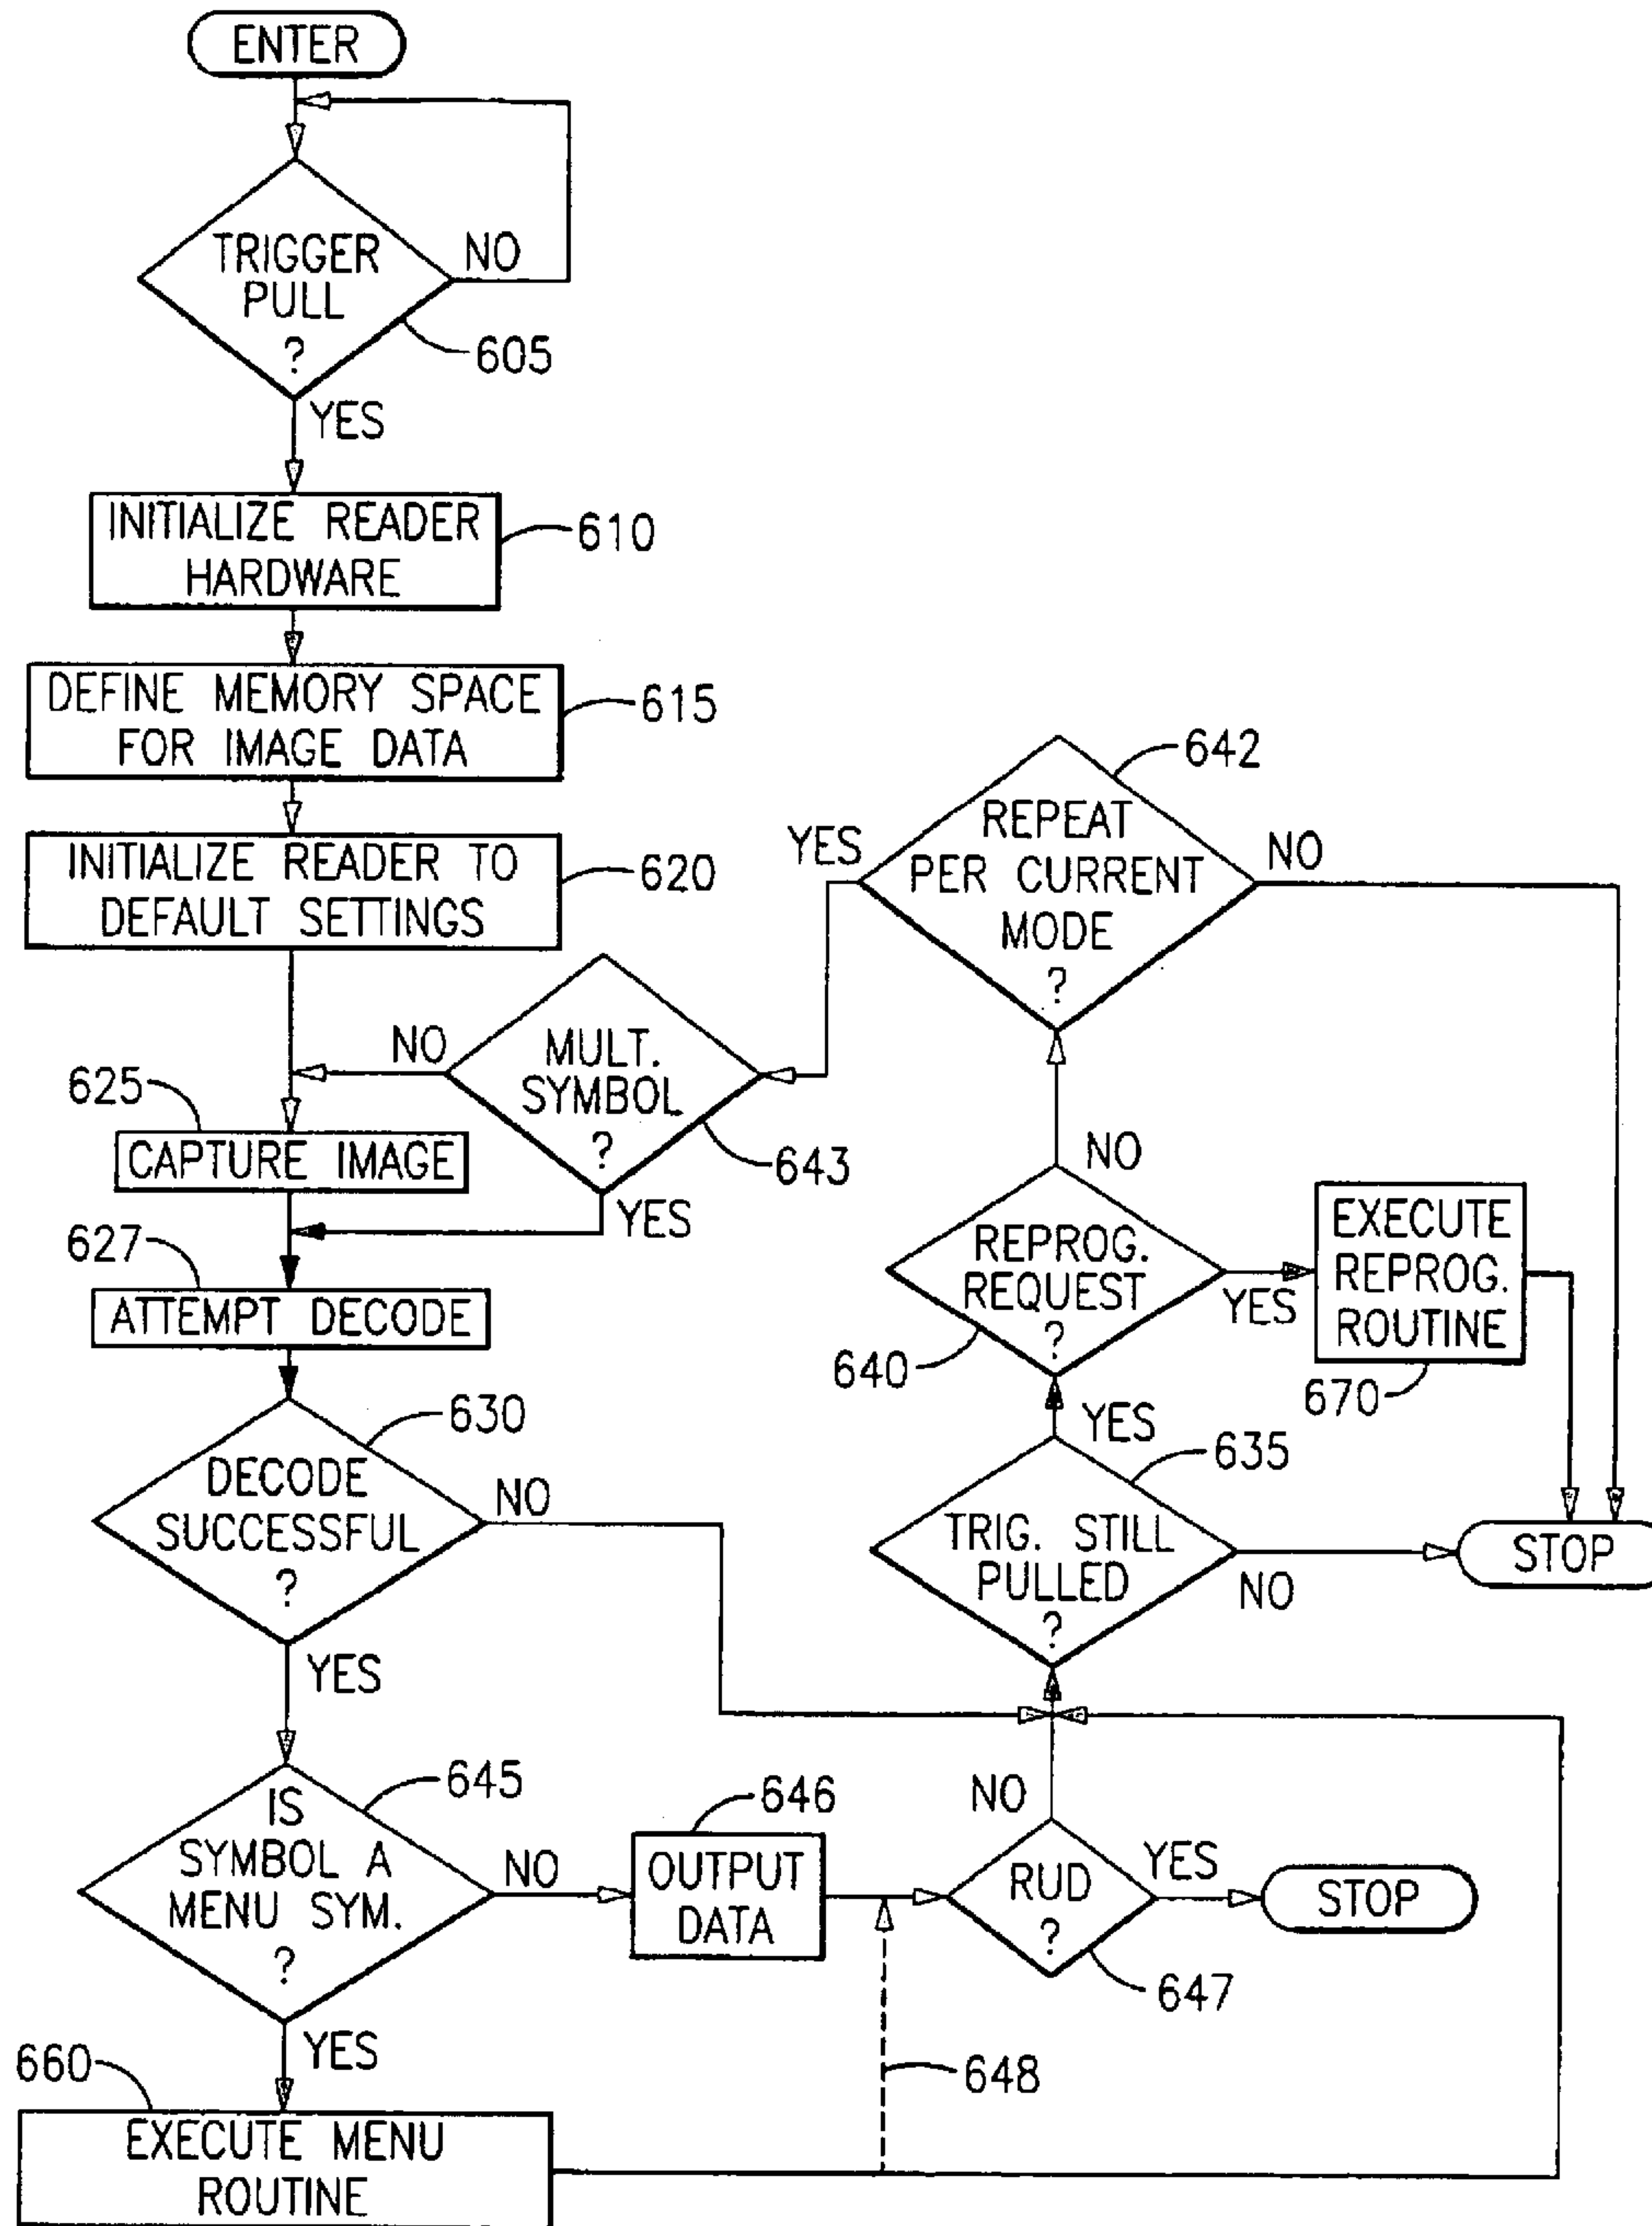 ENTER
TRIGGER
PULL
?
NO
605
YES
INITIALIZE READER
HARDWARE
610
DEFINE MEMORY SPACE
FOR IMAGE DATA
615
INITIALIZE READER TO
DEFAULT SETTINGS
620
642
REPEAT
PER CURRENT
MODE
?
YES
NO
MULT.
SYMBOL
?
NO
643
YES
625
CAPTURE IMAGE
627
ATTEMPT DECODE
NO
REPROG.
REQUEST
?
640
YES
EXECUTE
REPROG.
ROUTINE
670
630
DECODE
SUCCESSFUL
?
NO
YES
YES
635
TRIG. STILL
PULLED
?
NO
STOP
645
IS
SYMBOL A
MENU SYM.
?
NO
646
OUTPUT
DATA
NO
RUD
?
YES
STOP
647
YES
648
660
EXECUTE MENU
ROUTINE